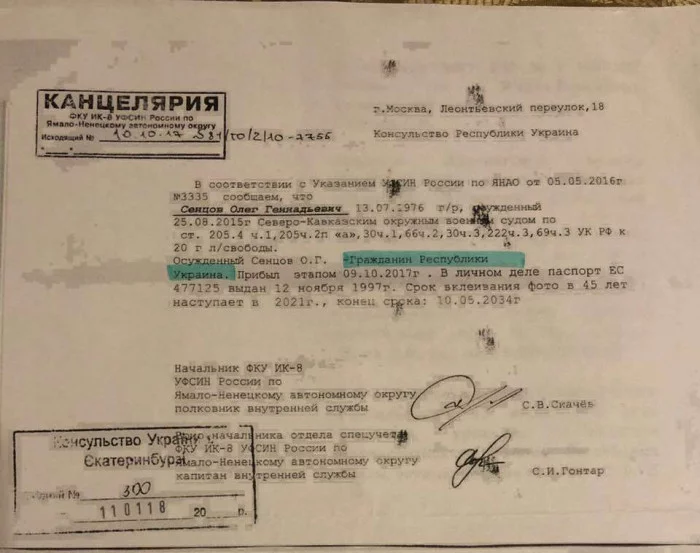 КАНЦЕЛЯРИЯ
ФКУ ИК-8 УФСИН России по
Ямало-Ненецкому автономному округу
Исходящий № 10.10.17
г.Москва, Леонтьевский переулок,18
Консульство Республики Украина
В соответствии с Указанием УФСИН России по ЯНАО от 05.05.2016г
№3335 сообщаем, что
Сенцов Олег Геннадьевич 13.07.1976 г/р, осужденный
25.08.2015г Северо-Кавказским окружным военным судом по
ст. 205.4 ч.1,205ч.2п «а»,30ч.1,66ч.2,30ч.3,222ч.3,69ч.3 УК РФ к
20 г л/свободы.
Осужденный Сенцов О.Г. -Гражданин Республики
Украина. Прибыл этапом 09.10.2017г . В личном деле паспорт ЕС
477125 выдан 12 ноября 1997г. Срок вклеивания фото в 45 лет
наступает в 2021г., конец срока: 10.05.2034г
Начальник ФКУ ИК-8
УФСИН России по
Ямало-Ненецкому автономному округу
полковник внутренней службы
С.В.Скачёв
Врио начальника отдела спецучета
ФКУ ИК-8 УФСИН России по
Ямало-Ненецкому автономному округу
капитан внутренней службы
С.И.Гонтар
Консульство Україн
Єкатеринбурзі
№ 300
110118 20 р.